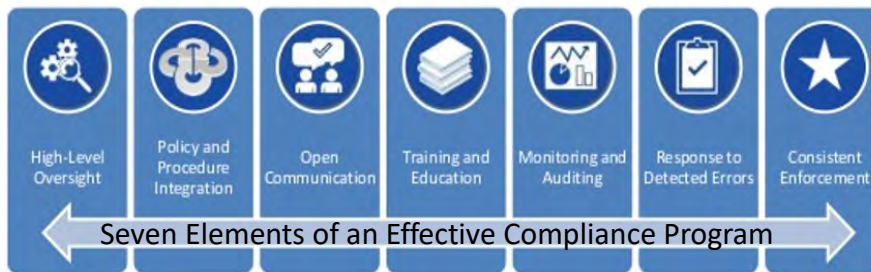 High-Level
Oversight
Policy and
Procedure
Integration
Open
Communication
Training and
Education
Monitoring and
Auditing
Response to
Detected Errors
Consistent
Enforcement
Seven Elements of an Effective Compliance Program